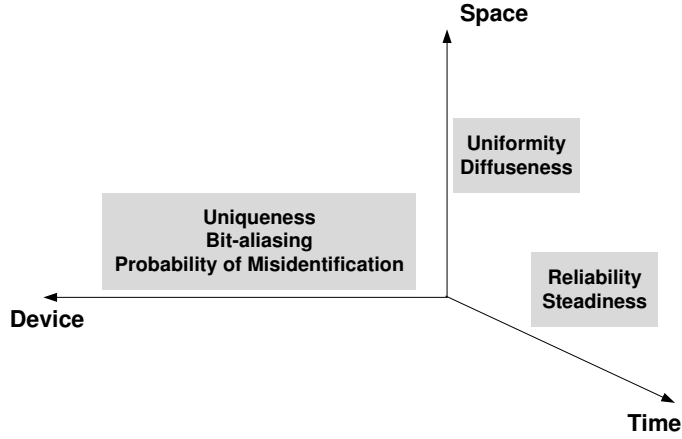 Space
Uniformity
Diffuseness
Uniqueness
Bit-aliasing
Probability of Misidentification
Reliability
Steadiness
Device
Time